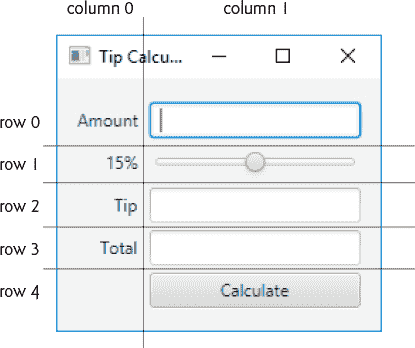 column 0 column 1
Tip Calcu...
row 0 Amount
row 1 15%
row 2 Tip
row 3 Total
row 4 Calculate